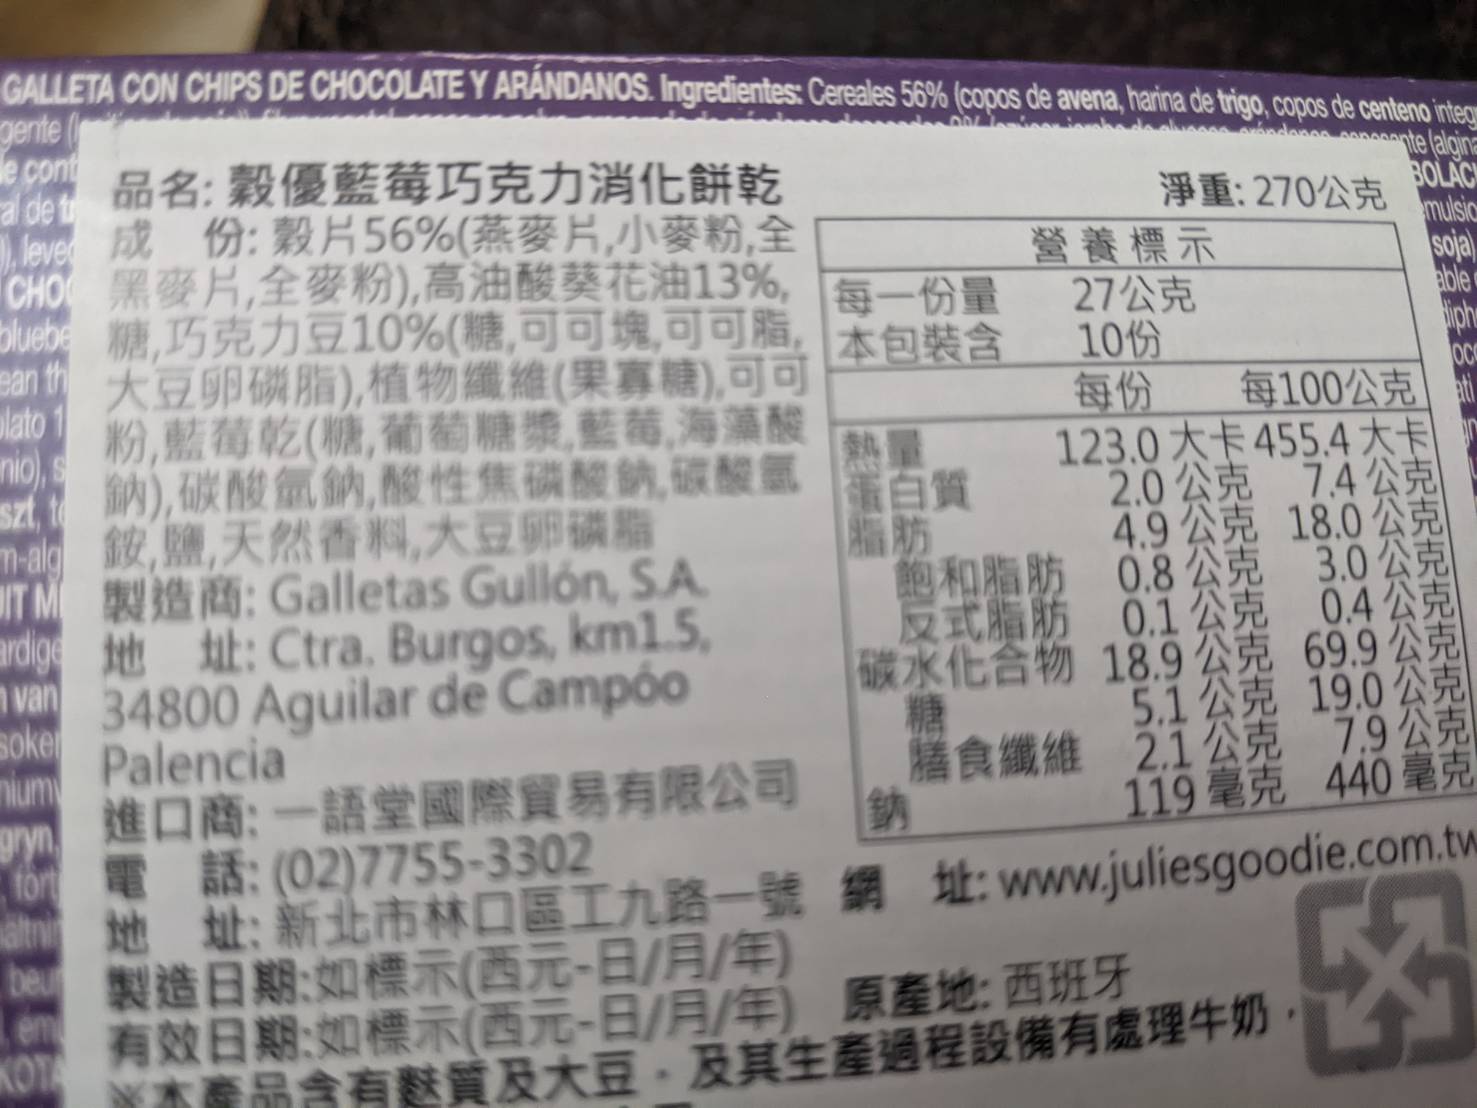 GALLETA CON CHIPS DE CHOCOLATE Y ARÁNDANOS. Ingredientes: Cereales 56% (copos de avena, harina de trigo, copos de centeno integ
品名: 穀優藍莓巧克力消化餅乾
淨重: 270公克
成 份: 穀片56%(燕麥片,小麥粉,全
黑麥片,全麥粉),高油酸葵花油13%,
糖,巧克力豆10%(糖,可可塊,可可脂,
大豆卵磷脂),植物纖維(果寡糖),可可
粉,藍莓乾(糖,葡萄糖漿,藍莓,海藻酸
鈉),碳酸氫鈉,酸性焦磷酸鈉,碳酸氫
銨,鹽,天然香料,大豆卵磷脂
製造商: Galletas Gullón, S.A.
地 址: Ctra. Burgos, km1.5,
34800 Aguilar de Campóo
Palencia
進口商: 一語堂國際貿易有限公司
電 話: (02)7755-3302
地 址: 新北市林口區工九路一號
製造日期:如標示(西元-日/月/年)
有效日期:如標示(西元-日/月/年)
營養標示
每一份量 27公克
本包裝含 10份
每份 每100公克
熱量 123.0 大卡 455.4 大卡
蛋白質 2.0 公克 7.4 公克
脂肪 4.9 公克 18.0 公克
飽和脂肪 0.8 公克 3.0 公克
反式脂肪 0.1 公克 0.4 公克
碳水化合物 18.9 公克 69.9 公克
糖 5.1 公克 19.0 公克
膳食纖維 2.1 公克 7.9 公克
鈉 119 毫克 440 毫克
網 址: www.juliesgoodie.com.tw
原產地: 西班牙
※本產品含有麩質及大豆，及其生產過程設備有處理牛奶，